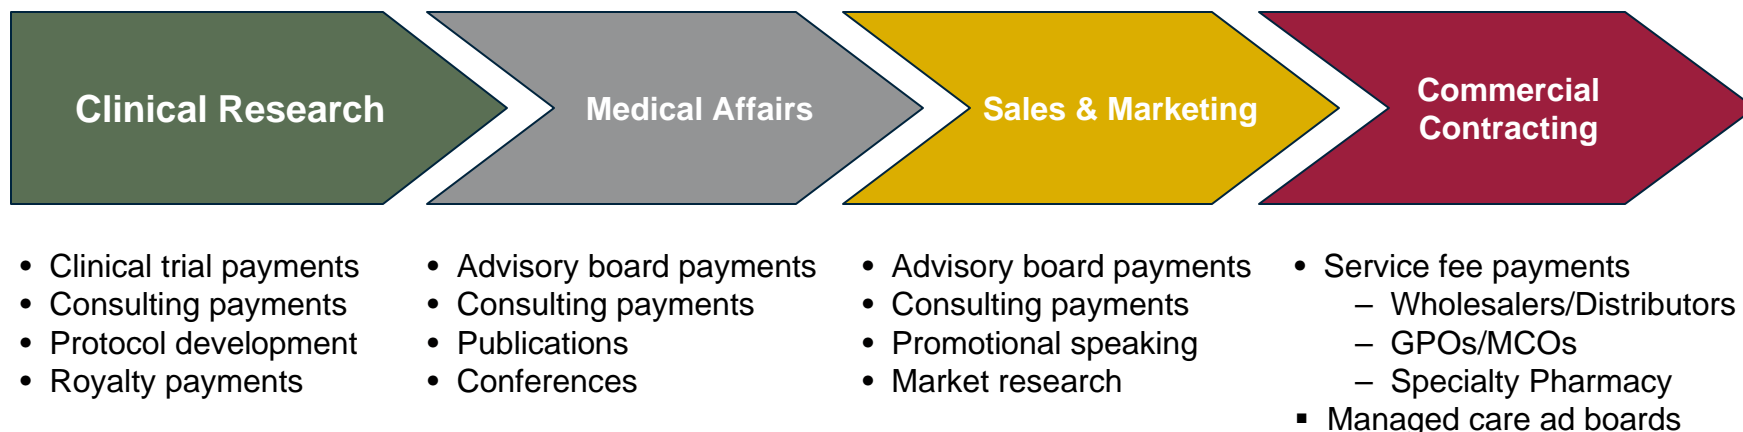 Clinical Research
Medical Affairs
Sales & Marketing
Commercial
Contracting
• Clinical trial payments
• Consulting payments
• Protocol development
• Royalty payments
• Advisory board payments
• Consulting payments
• Publications
• Conferences
• Advisory board payments
• Consulting payments
• Promotional speaking
• Market research
• Service fee payments
– Wholesalers/Distributors
– GPOs/MCOs
– Specialty Pharmacy
▪ Managed care ad boards